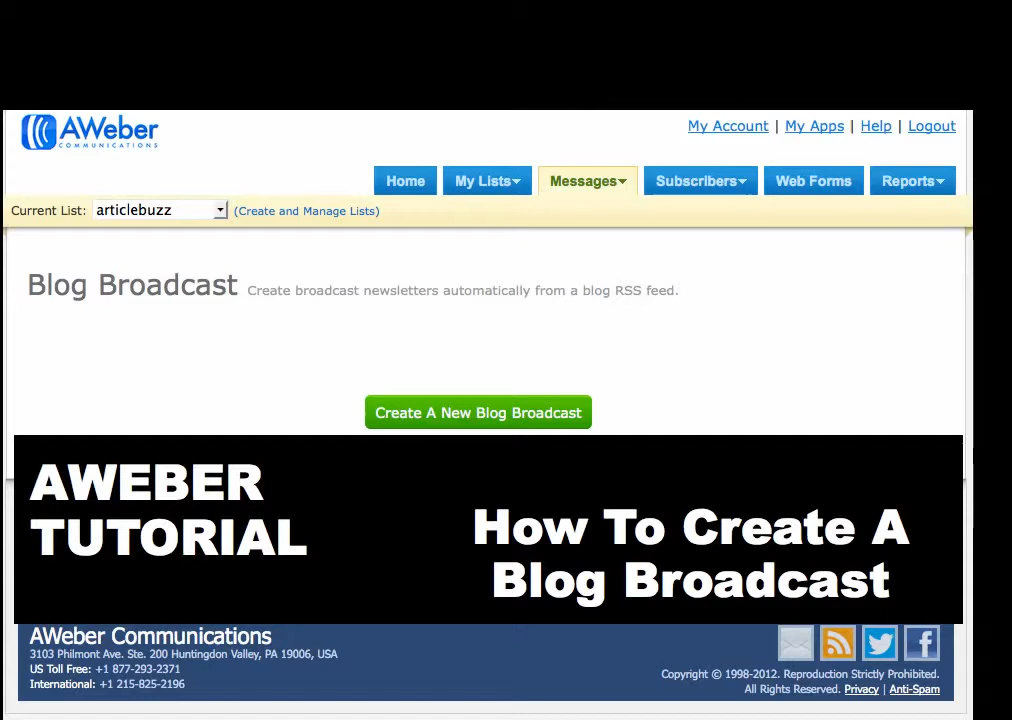 AWeber
COMMUNICATIONS
My Account | My Apps | Help | Logout
Home My Lists Messages Subscribers Web Forms Reports
Current List: articlebuzz (Create and Manage Lists)
Blog Broadcast Create broadcast newsletters automatically from a blog RSS feed.
Create A New Blog Broadcast
AWEBER
TUTORIAL
How To Create A
Blog Broadcast
AWeber Communications
3103 Philmont Ave. Ste. 200 Huntingdon Valley, PA 19006, USA
US Toll Free: +1 877-293-2371
International: +1 215-825-2196
Copyright © 1998-2012. Reproduction Strictly Prohibited.
All Rights Reserved. Privacy | Anti-Spam